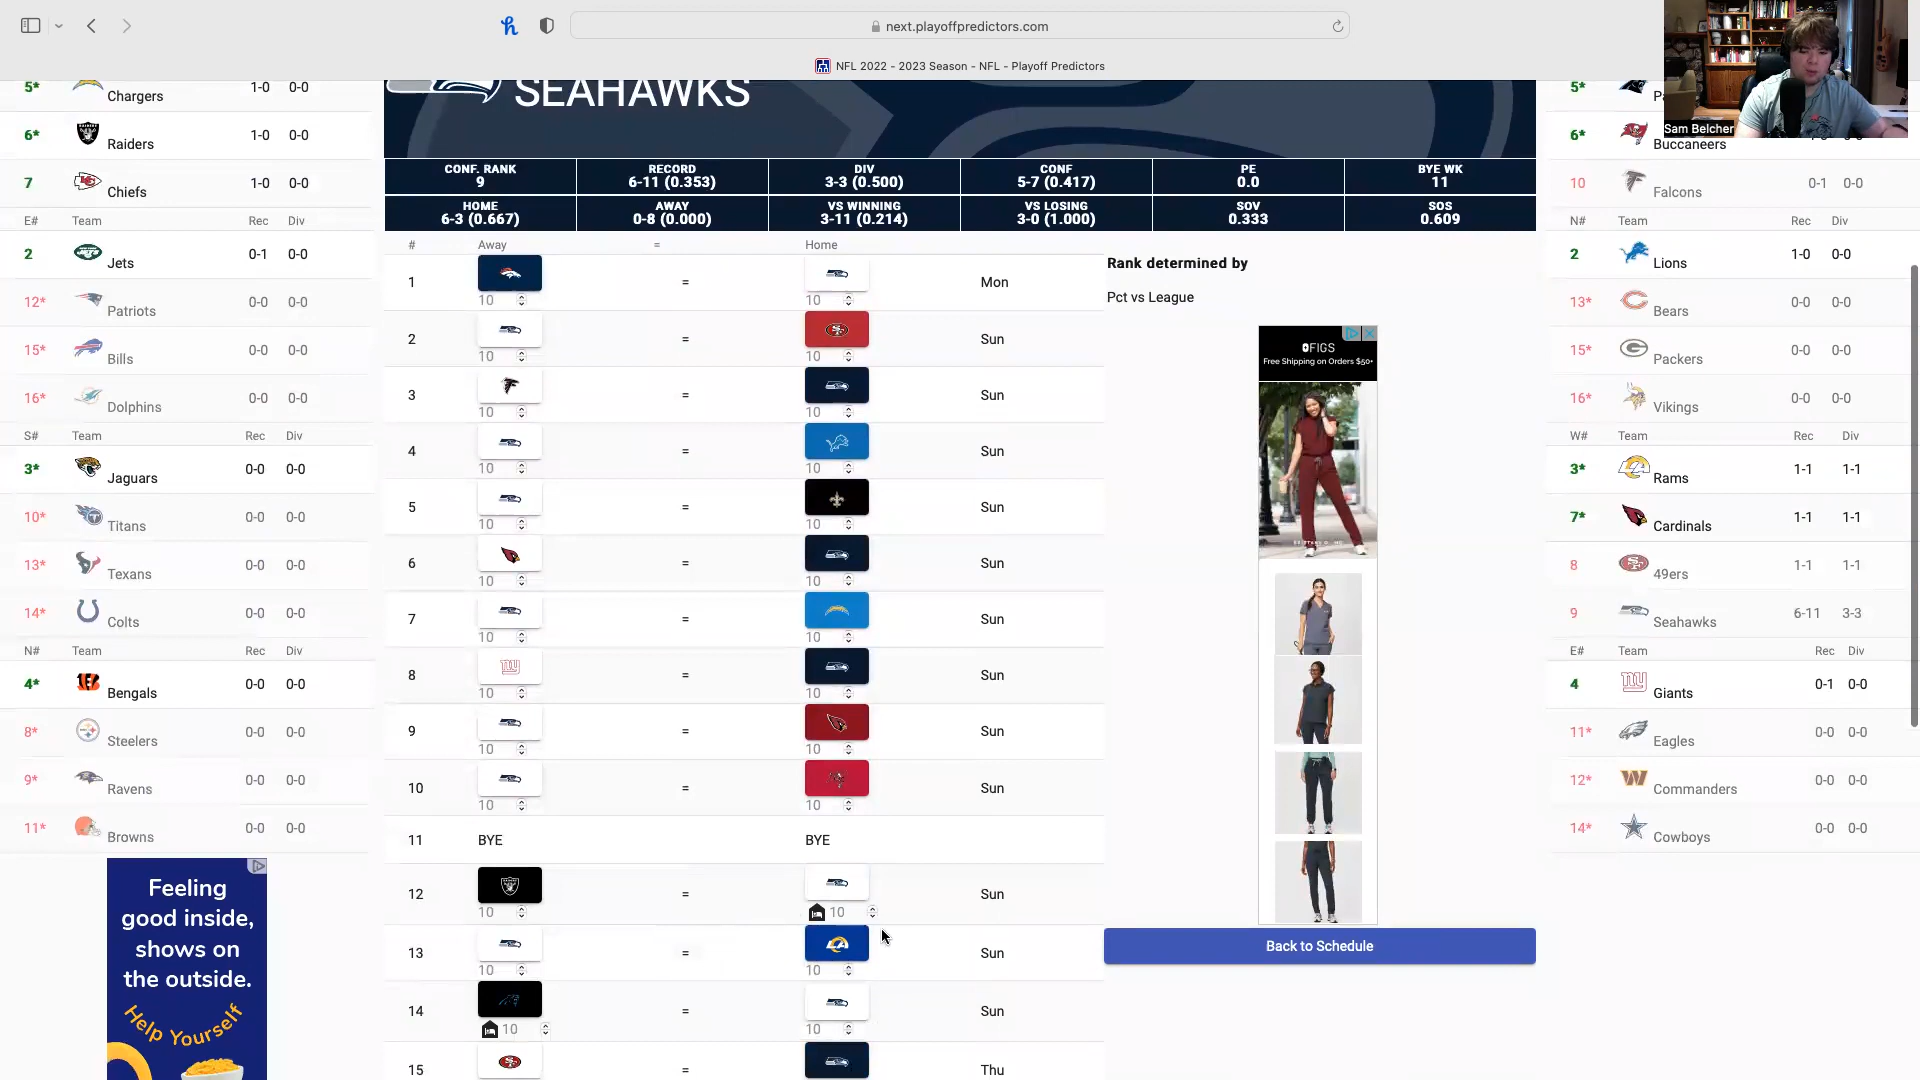 next.playoffpredictors.com
NFL 2022 - 2023 Season - NFL - Playoff Predictors
Sam Belcher
5* Chargers 1-0 0-0
6* Raiders 1-0 0-0
7 Chiefs 1-0 0-0
E# Team Rec Div
2 Jets 0-1 0-0
12* Patriots 0-0 0-0
15* Bills 0-0 0-0
16* Dolphins 0-0 0-0
S# Team Rec Div
3* Jaguars 0-0 0-0
10* Titans 0-0 0-0
13* Texans 0-0 0-0
14* Colts 0-0 0-0
N# Team Rec Div
4* Bengals 0-0 0-0
8* Steelers 0-0 0-0
9* Ravens 0-0 0-0
11* Browns 0-0 0-0
Feeling
good inside,
shows on
the outside.
Help Yourself
SEAHAWKS
CONF. RANK RECORD DIV CONF PE BYE WK
9 6-11 (0.353) 3-3 (0.500) 5-7 (0.417) 0.0 11
HOME AWAY VS WINNING VS LOSING SOV SOS
6-3 (0.667) 0-8 (0.000) 3-11 (0.214) 3-0 (1.000) 0.333 0.609
# Away = Home
1 = Mon
10 10
2 = Sun
10 10
3 = Sun
10 10
4 = Sun
10 10
5 = Sun
10 10
6 = Sun
10 10
7 = Sun
10 10
8 = Sun
10 10
9 = Sun
10 10
10 = Sun
10 10
11 BYE BYE
12 = Sun
10 10
13 = Sun
10 10
14 = Sun
10 10
15 = Thu
Rank determined by
Pct vs League
FIGS
Free Shipping on Orders $50+
Back to Schedule
5*
6* Buccaneers
10 Falcons 0-1 0-0
N# Team Rec Div
2 Lions 1-0 0-0
13* Bears 0-0 0-0
15* Packers 0-0 0-0
16* Vikings 0-0 0-0
W# Team Rec Div
3* Rams 1-1 1-1
7* Cardinals 1-1 1-1
8 49ers 1-1 1-1
9 Seahawks 6-11 3-3
E# Team Rec Div
4 Giants 0-1 0-0
11* Eagles 0-0 0-0
12* Commanders 0-0 0-0
14* Cowboys 0-0 0-0